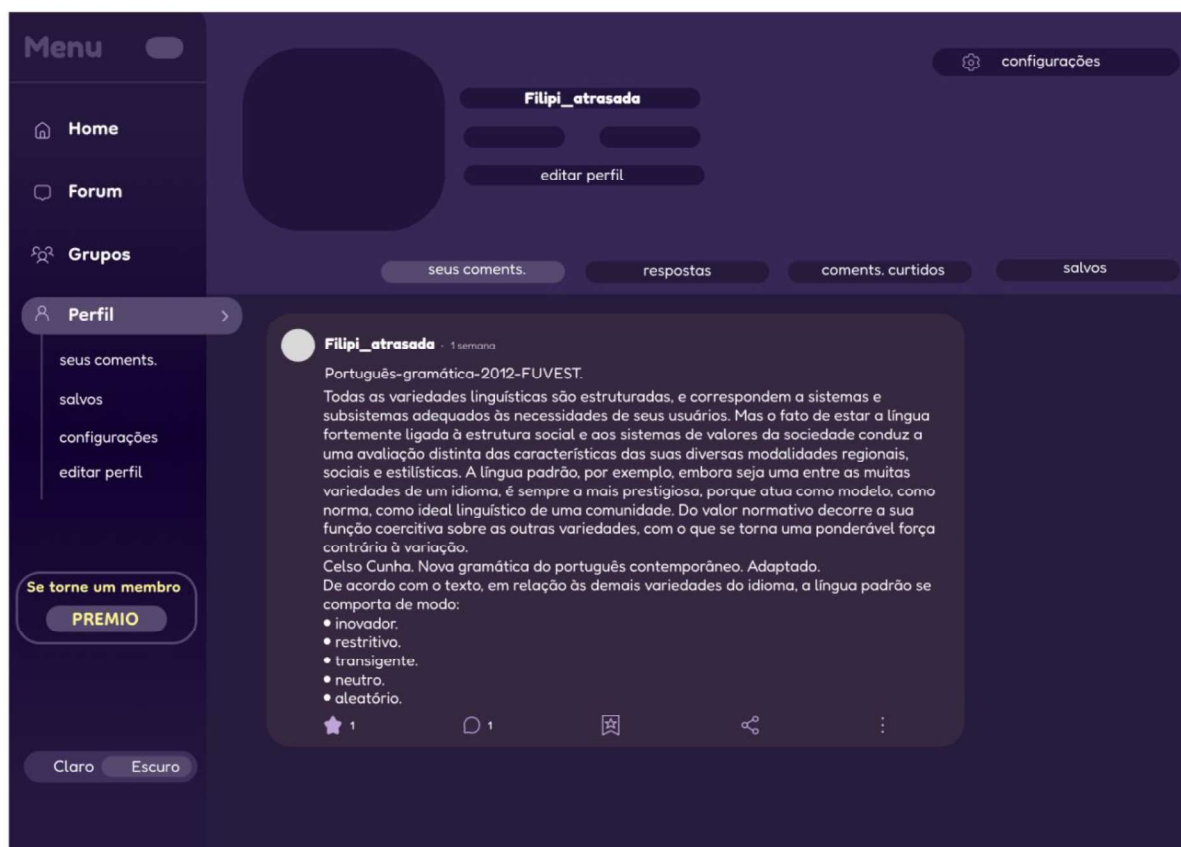 Menu
Home
Forum
Grupos
Perfil
seus coments.
salvos
configurações
editar perfil
Se torne um membro
PREMIO
Claro Escuro
configurações
Filipi_atrasada
editar perfil
seus coments. respostas coments. curtidos salvos
Filipi_atrasada · 1 semana
Português-gramática-2012-FUVEST.
Todas as variedades linguísticas são estruturadas, e correspondem a sistemas e
subsistemas adequados às necessidades de seus usuários. Mas o fato de estar a língua
fortemente ligada à estrutura social e aos sistemas de valores da sociedade conduz a
uma avaliação distinta das características das suas diversas modalidades regionais,
sociais e estilísticas. A língua padrão, por exemplo, embora seja uma entre as muitas
variedades de um idioma, é sempre a mais prestigiosa, porque atua como modelo, como
norma, como ideal linguístico de uma comunidade. Do valor normativo decorre a sua
função coercitiva sobre as outras variedades, com o que se torna uma ponderável força
contrária à variação.
Celso Cunha. Nova gramática do português contemporâneo. Adaptado.
De acordo com o texto, em relação às demais variedades do idioma, a língua padrão se
comporta de modo:
• inovador.
• restritivo.
• transigente.
• neutro.
• aleatório.
1 1